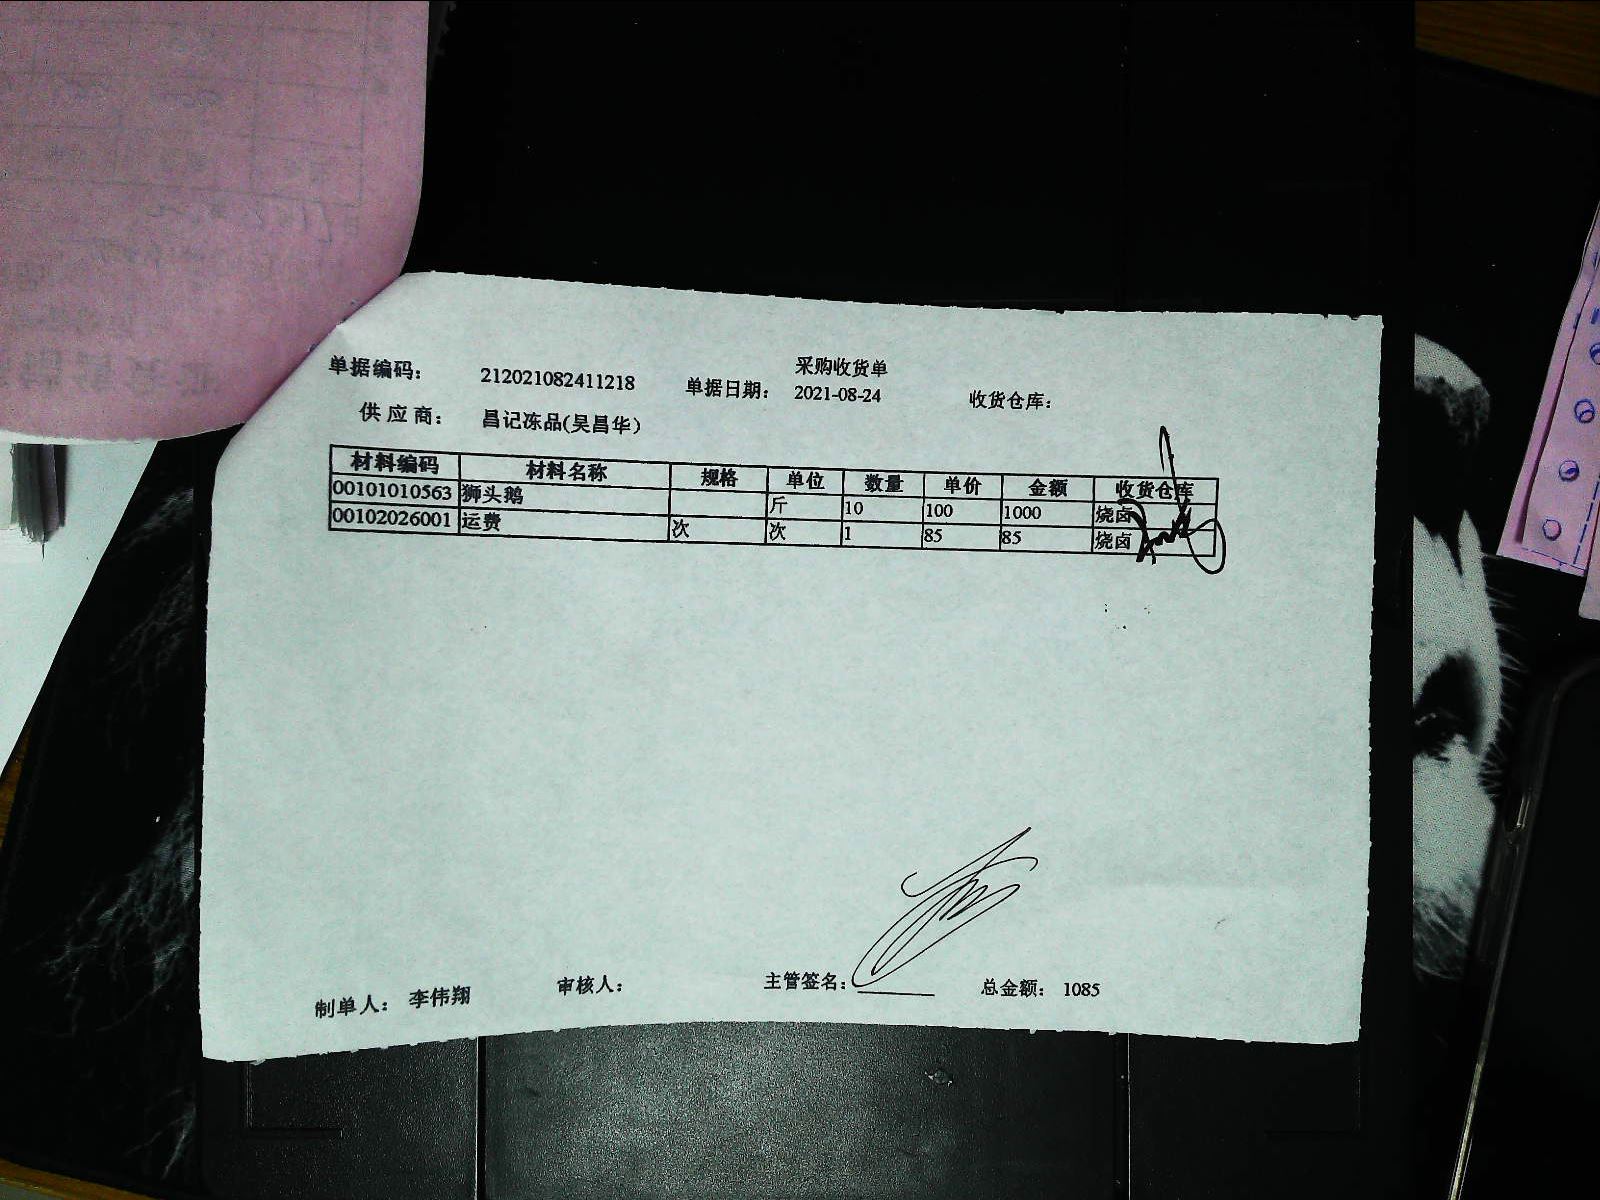 采购收货单
单据编码: 212021082411218 单据日期: 2021-08-24 收货仓库:
供应商: 昌记冻品(吴昌华)
材料编码 材料名称 规格 单位 数量 单价 金额 收货仓库
00101010563 狮头鹅 斤 10 100 1000 烧卤
00102026001 运费 次 次 1 85 85 烧卤
制单人: 李伟翔 审核人: 主管签名: 总金额: 1085